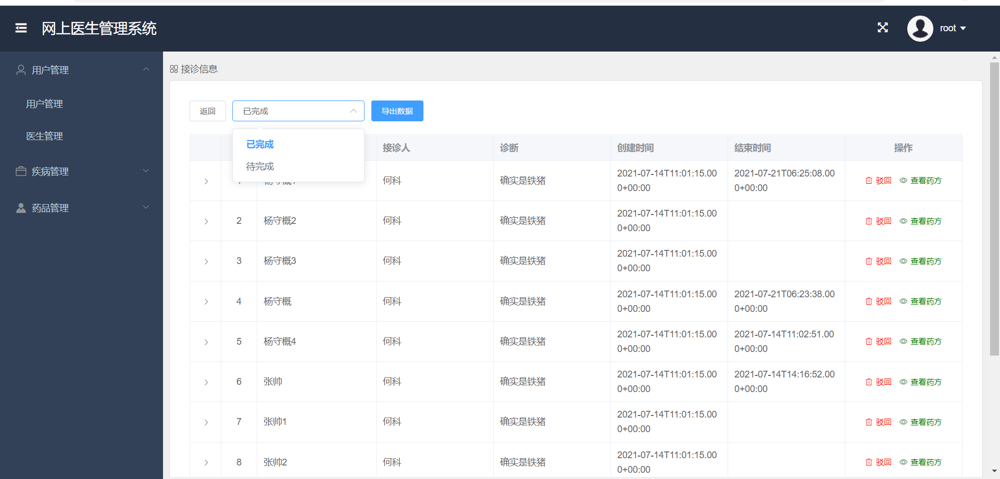 网上医生管理系统
root
用户管理
用户管理
医生管理
疾病管理
药品管理
接诊信息
返回
已完成
导出数据
已完成
待完成
接诊人 诊断 创建时间 结束时间 操作
何科 确实是铁猪 2021-07-14T11:01:15.00 2021-07-21T06:25:08.00 驳回 查看药方
0+00:00 0+00:00
2 杨守概2 何科 确实是铁猪 2021-07-14T11:01:15.00 驳回 查看药方
0+00:00
3 杨守概3 何科 确实是铁猪 2021-07-14T11:01:15.00 驳回 查看药方
0+00:00
4 杨守概 何科 确实是铁猪 2021-07-14T11:01:15.00 2021-07-21T06:23:38.00 驳回 查看药方
0+00:00 0+00:00
5 杨守概4 何科 确实是铁猪 2021-07-14T11:01:15.00 2021-07-14T11:02:51.00 驳回 查看药方
0+00:00 0+00:00
6 张帅 何科 确实是铁猪 2021-07-14T11:01:15.00 2021-07-14T14:16:52.00 驳回 查看药方
0+00:00 0+00:00
7 张帅1 何科 确实是铁猪 2021-07-14T11:01:15.00 驳回 查看药方
0+00:00
8 张帅2 何科 确实是铁猪 2021-07-14T11:01:15.00 驳回 查看药方
0+00:00